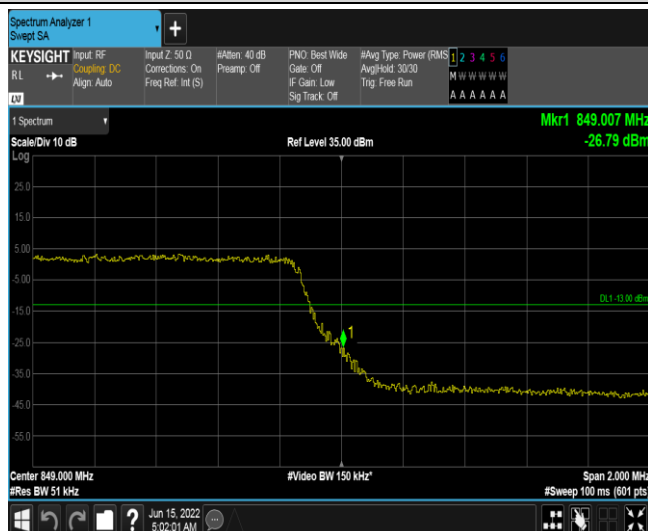 Spectrum Analyzer 1
Swept SA
+
KEYSIGHT Input: RF Input Z: 50 Ω #Atten: 40 dB PNO: Best Wide #Avg Type: Power (RMS 1 2 3 4 5 6
RL Coupling: DC Corrections: On Preamp: Off Gate: Off Avg|Hold: 30/30 M W W W W W
Align: Auto Freq Ref: Int (S) IF Gain: Low Trig: Free Run
Sig Track: Off A A A A A A
LXI
1 Spectrum Mkr1 849.007 MHz
Scale/Div 10 dB Ref Level 35.00 dBm -26.79 dBm
Log
25.0
15.0
5.00
-5.00
DL1 -13.00 dBm
-15.0
1
-25.0
-35.0
-45.0
-55.0
Center 849.000 MHz #Video BW 150 kHz* Span 2.000 MHz
#Res BW 51 kHz #Sweep 100 ms (601 pts)
? Jun 15, 2022
5:02:01 AM